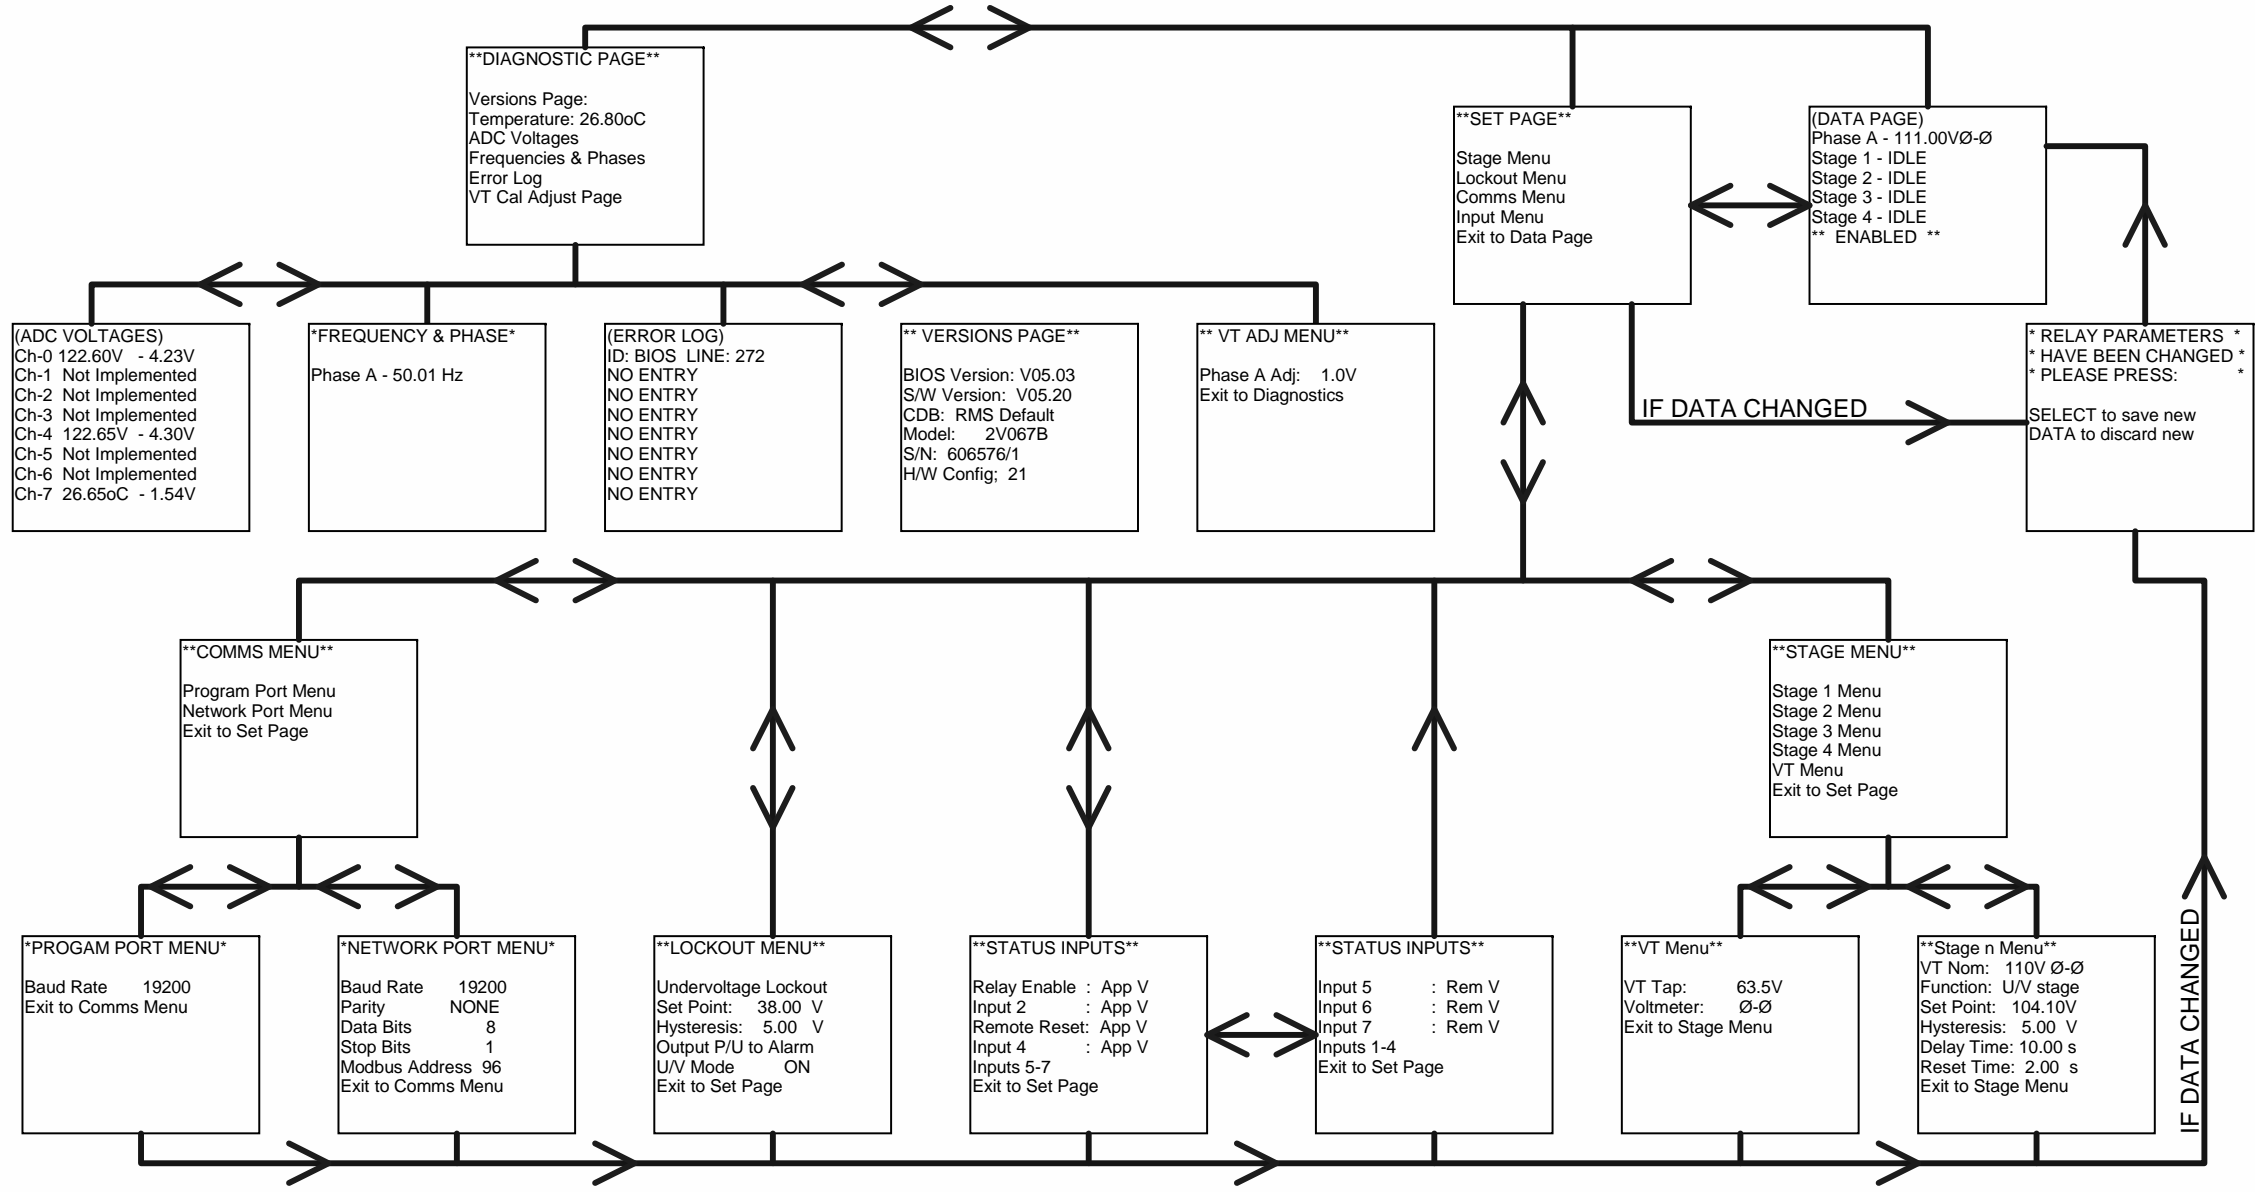 **DIAGNOSTIC PAGE**
Versions Page:
Temperature: 26.80oC
ADC Voltages
Frequencies & Phases
Error Log
VT Cal Adjust Page
**SET PAGE**
Stage Menu
Lockout Menu
Comms Menu
Input Menu
Exit to Data Page
(DATA PAGE)
Phase A - 111.00VØ-Ø
Stage 1 - IDLE
Stage 2 - IDLE
Stage 3 - IDLE
Stage 4 - IDLE
** ENABLED **
(ADC VOLTAGES)
Ch-0 122.60V - 4.23V
Ch-1 Not Implemented
Ch-2 Not Implemented
Ch-3 Not Implemented
Ch-4 122.65V - 4.30V
Ch-5 Not Implemented
Ch-6 Not Implemented
Ch-7 26.65oC - 1.54V
*FREQUENCY & PHASE*
Phase A - 50.01 Hz
(ERROR LOG)
ID: BIOS LINE: 272
NO ENTRY
NO ENTRY
NO ENTRY
NO ENTRY
NO ENTRY
NO ENTRY
NO ENTRY
** VERSIONS PAGE**
BIOS Version: V05.03
S/W Version: V05.20
CDB: RMS Default
Model: 2V067B
S/N: 606576/1
H/W Config; 21
** VT ADJ MENU**
Phase A Adj: 1.0V
Exit to Diagnostics
IF DATA CHANGED
* RELAY PARAMETERS *
* HAVE BEEN CHANGED *
* PLEASE PRESS: *
SELECT to save new
DATA to discard new
**COMMS MENU**
Program Port Menu
Network Port Menu
Exit to Set Page
**STAGE MENU**
Stage 1 Menu
Stage 2 Menu
Stage 3 Menu
Stage 4 Menu
VT Menu
Exit to Set Page
*PROGAM PORT MENU*
Baud Rate 19200
Exit to Comms Menu
*NETWORK PORT MENU*
Baud Rate 19200
Parity NONE
Data Bits 8
Stop Bits 1
Modbus Address 96
Exit to Comms Menu
**LOCKOUT MENU**
Undervoltage Lockout
Set Point: 38.00 V
Hysteresis: 5.00 V
Output P/U to Alarm
U/V Mode ON
Exit to Set Page
**STATUS INPUTS**
Relay Enable : App V
Input 2 : App V
Remote Reset: App V
Input 4 : App V
Inputs 5-7
Exit to Set Page
**STATUS INPUTS**
Input 5 : Rem V
Input 6 : Rem V
Input 7 : Rem V
Inputs 1-4
Exit to Set Page
**VT Menu**
VT Tap: 63.5V
Voltmeter: Ø-Ø
Exit to Stage Menu
**Stage n Menu**
VT Nom: 110V Ø-Ø
Function: U/V stage
Set Point: 104.10V
Hysteresis: 5.00 V
Delay Time: 10.00 s
Reset Time: 2.00 s
Exit to Stage Menu
IF DATA CHANGED